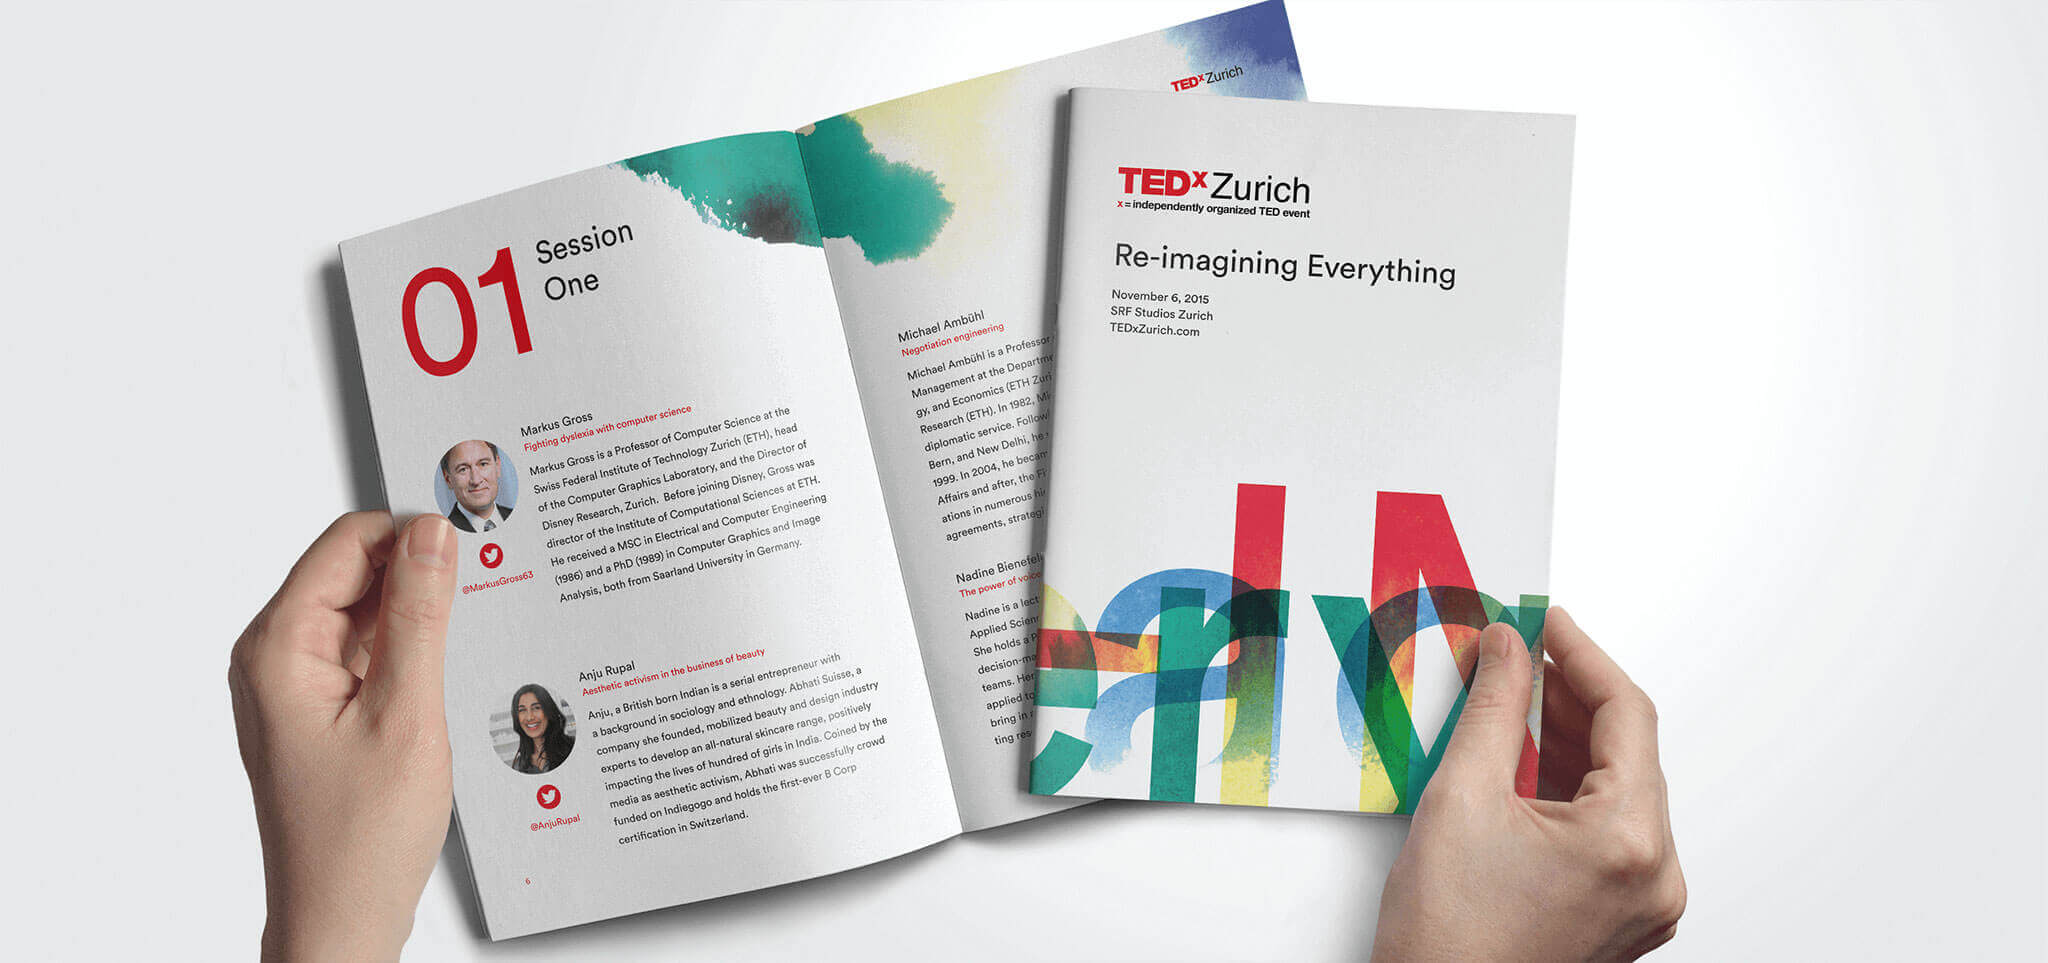 01
Session
One
Markus Gross
Fighting dyslexia with computer science
Markus Gross is a Professor of Computer Science at the
Swiss Federal Institute of Technology Zurich (ETH), head
of the Computer Graphics Laboratory, and the Director of
Disney Research, Zurich. Before joining Disney, Gross was
director of the Institute of Computational Sciences at ETH.
He received a MSC in Electrical and Computer Engineering
(1986) and a PhD (1989) in Computer Graphics and Image
Analysis, both from Saarland University in Germany.
@MarkusGross63
Anju Rupal
Aesthetic activism in the business of beauty
Anju, a British born Indian is a serial entrepreneur with
a background in sociology and ethnology. Abhati Suisse, a
company she founded, mobilized beauty and design industry
experts to develop an all-natural skincare range, positively
impacting the lives of hundred of girls in India. Coined by the
media as aesthetic activism, Abhati was successfully crowd
funded on Indiegogo and holds the first-ever B Corp
certification in Switzerland.
@AnjuRupal
6
TEDxZurich
Michael Ambühl
Negotiation engineering
Michael Ambühl is a Professor
Management at the
gy, and Economics (ETH
Research (ETH). In 1982,
diplomatic service.
Bern, and New Delhi, he
1999. In 2004, he
Affairs and after, the
ations in numerous
agreements,
Nadine
The power of
Nadine is a
Applied
She holds a
teams.
applied
bring in
TEDxZurich
x = independently organized TED event
Re-imagining Everything
November 6, 2015
SRF Studios Zurich
TEDxZurich.com